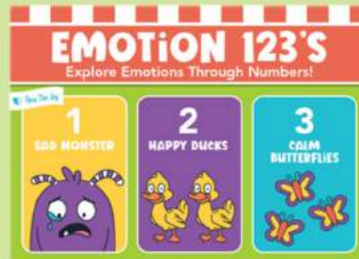 EMOTiON 123'S
Explore Emotions Through Numbers!
1
SAD MONSTER
2
HAPPY DUCKS
3
CALM
BUTTERFLIES